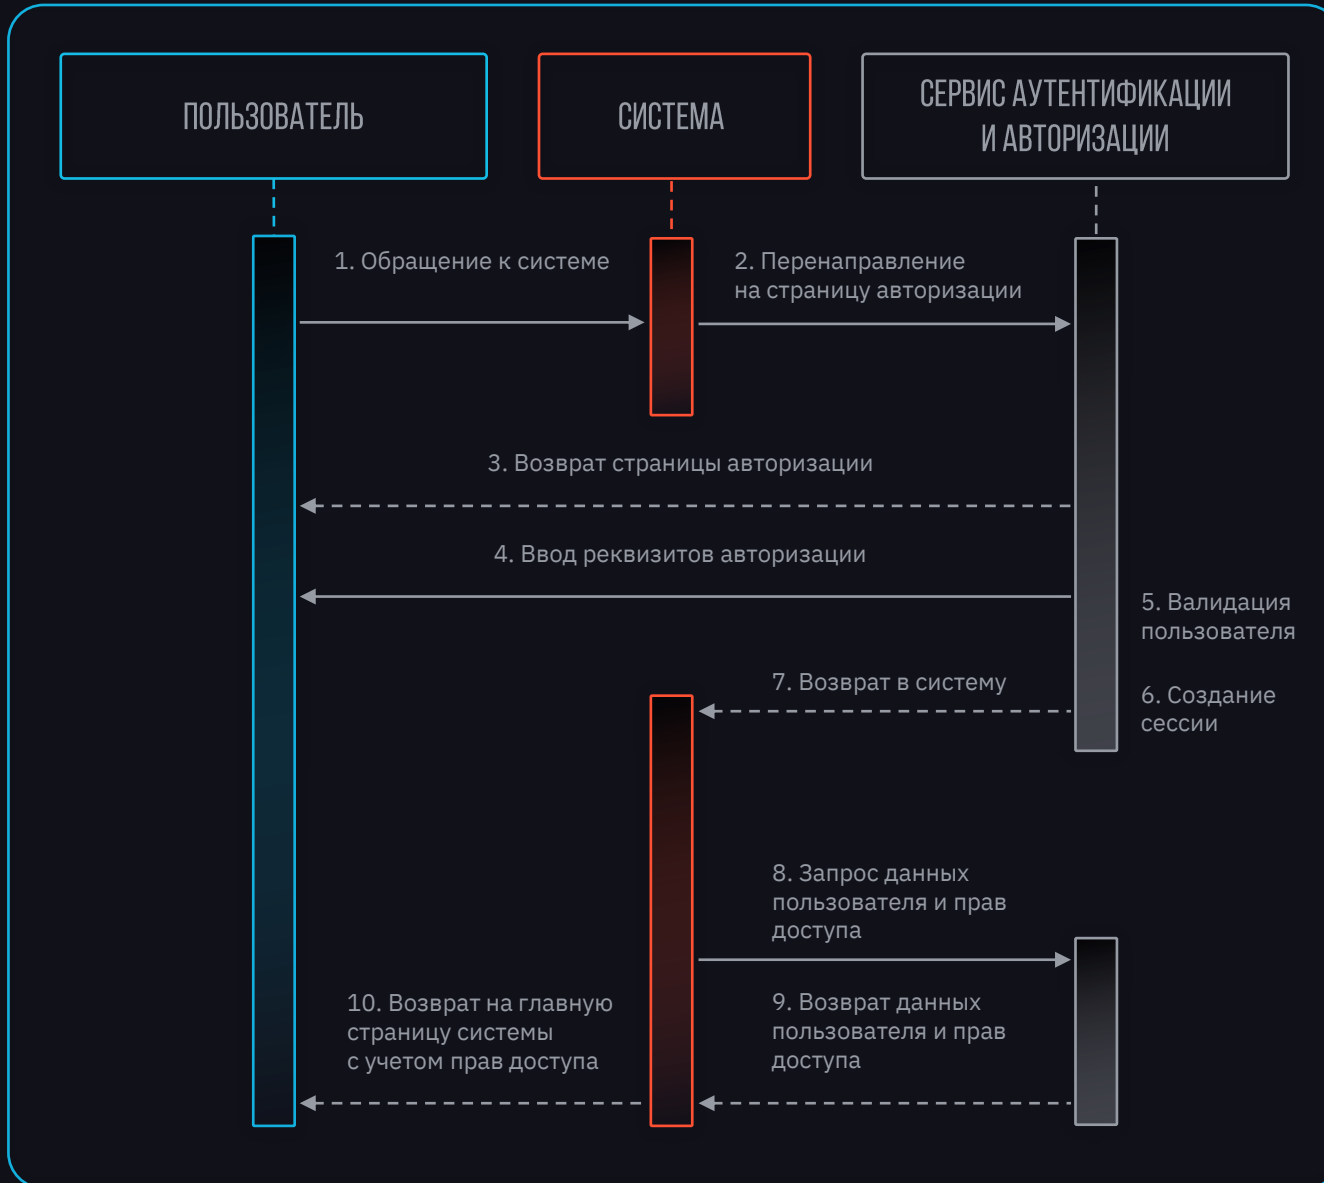 ПОЛЬЗОВАТЕЛЬ
СИСТЕМА
СЕРВИС АУТЕНТИФИКАЦИИ
И АВТОРИЗАЦИИ
1. Обращение к системе
2. Перенаправление
на страницу авторизации
3. Возврат страницы авторизации
4. Ввод реквизитов авторизации
5. Валидация
пользователя
6. Создание
сессии
7. Возврат в систему
8. Запрос данных
пользователя и прав
доступа
9. Возврат данных
пользователя и прав
доступа
10. Возврат на главную
страницу системы
с учетом прав доступа